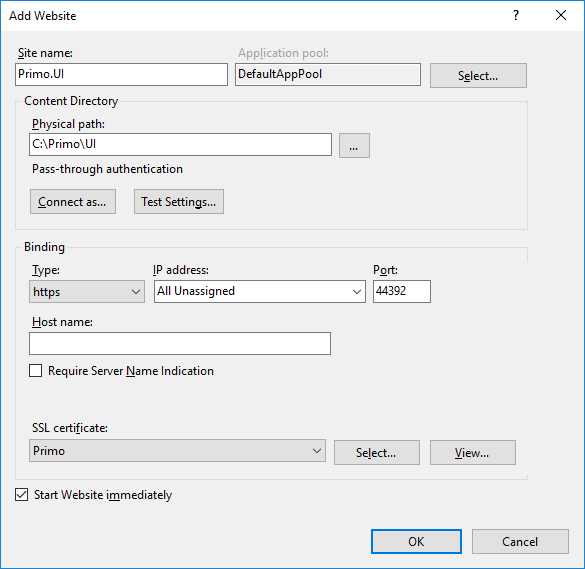 Add Website
?
Site name:
Application pool:
Primo.UI
DefaultAppPool
Select...
Content Directory
Physical path:
C:\Primo\UI
...
Pass-through authentication
Connect as...
Test Settings...
Binding
Type:
IP address:
Port:
https
All Unassigned
44392
Host name:
Require Server Name Indication
SSL certificate:
Primo
Select...
View...
Start Website immediately
OK
Cancel